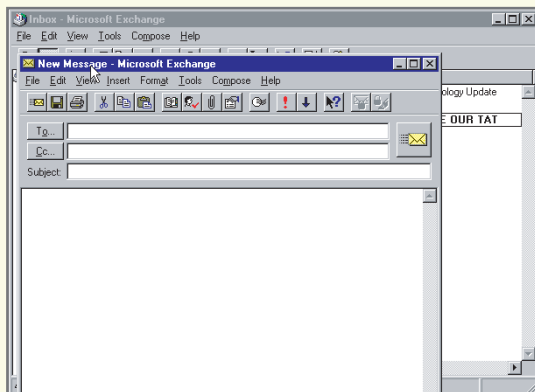 Inbox - Microsoft Exchange
File Edit View Tools Compose Help
New Message - Microsoft Exchange
File Edit View Insert Format Tools Compose Help
ology Update
E OUR TAT
To...
Cc...
Subject: